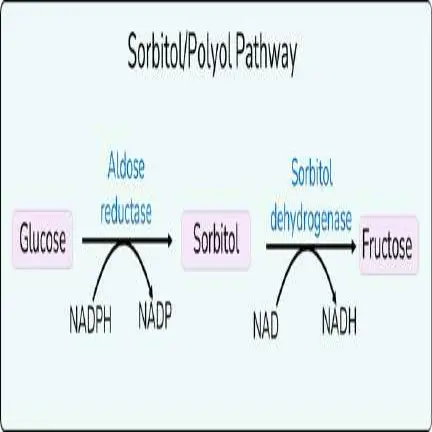 Sorbitol/Polyol Pathway
Aldose
reductase
Sorbitol
dehydrogenase
Glucose
Sorbitol
Fructose
NADPH
NADP
NAD
NADH